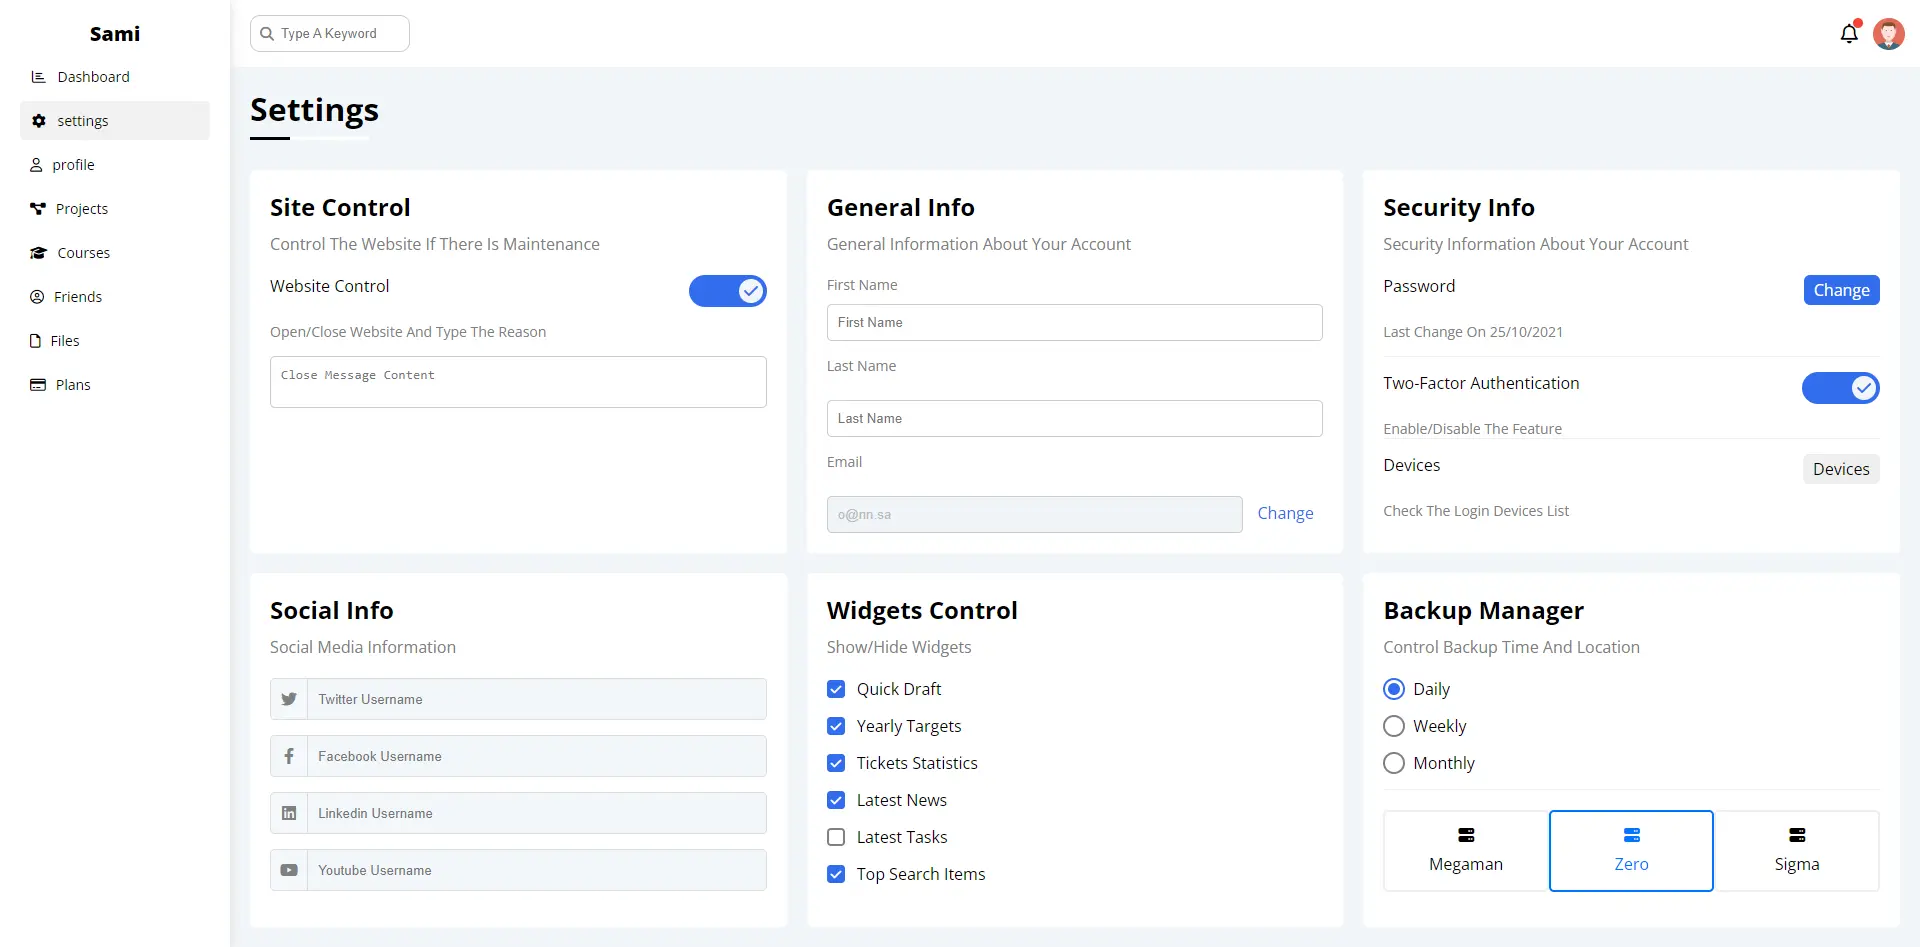 Sami
Dashboard
settings
profile
Projects
Courses
Friends
Files
Plans
Type A Keyword
Settings
Site Control
Control The Website If There Is Maintenance
Website Control
Open/Close Website And Type The Reason
Close Message Content
General Info
General Information About Your Account
First Name
First Name
Last Name
Last Name
Email
o@nn.sa
Change
Security Info
Security Information About Your Account
Password
Change
Last Change On 25/10/2021
Two-Factor Authentication
Enable/Disable The Feature
Devices
Devices
Check The Login Devices List
Social Info
Social Media Information
Twitter Username
Facebook Username
Linkedin Username
Youtube Username
Widgets Control
Show/Hide Widgets
Quick Draft
Yearly Targets
Tickets Statistics
Latest News
Latest Tasks
Top Search Items
Backup Manager
Control Backup Time And Location
Daily
Weekly
Monthly
Megaman
Zero
Sigma